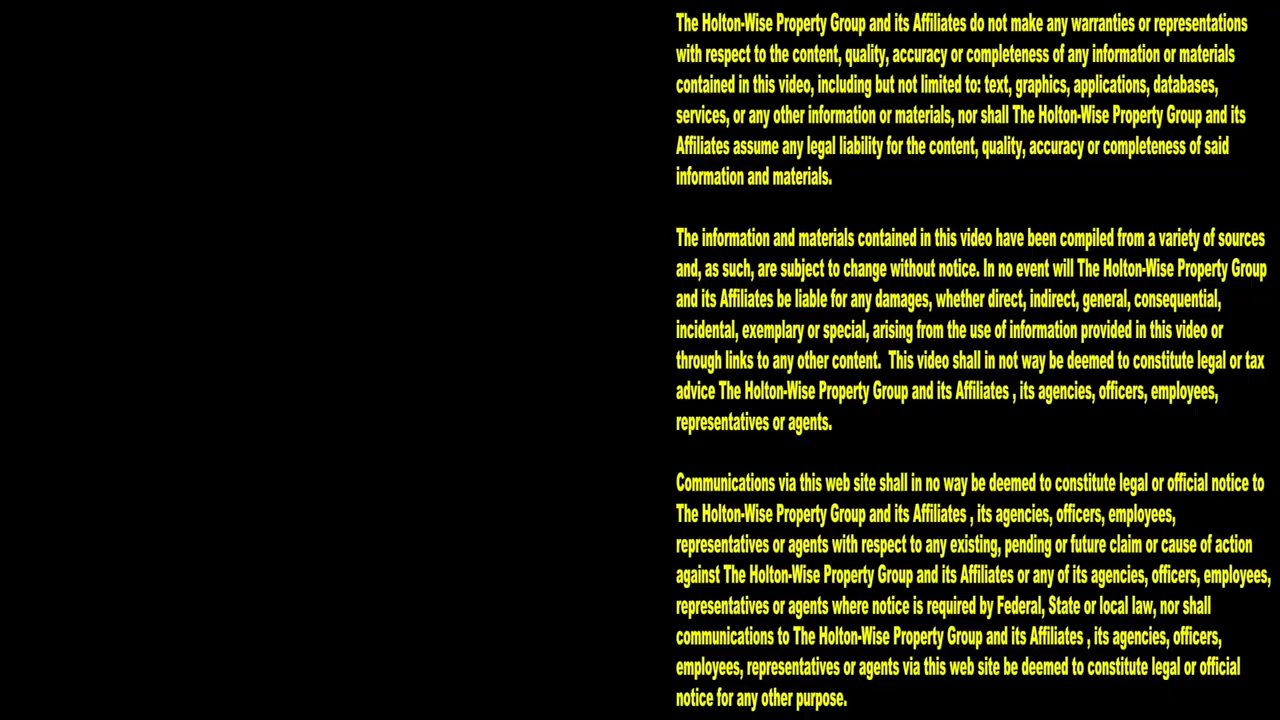 The Holton-Wise Property Group and its Affiliates do not make any warranties or representations
with respect to the content, quality, accuracy or completeness of any information or materials
contained in this video, including but not limited to: text, graphics, applications, databases,
services, or any other information or materials, nor shall The Holton-Wise Property Group and its
Affiliates assume any legal liability for the content, quality, accuracy or completeness of said
information and materials.
The information and materials contained in this video have been compiled from a variety of sources
and, as such, are subject to change without notice. In no event will The Holton-Wise Property Group
and its Affiliates be liable for any damages, whether direct, indirect, general, consequential,
incidental, exemplary or special, arising from the use of information provided in this video or
through links to any other content.  This video shall in not way be deemed to constitute legal or tax
advice The Holton-Wise Property Group and its Affiliates , its agencies, officers, employees,
representatives or agents.
Communications via this web site shall in no way be deemed to constitute legal or official notice to
The Holton-Wise Property Group and its Affiliates , its agencies, officers, employees,
representatives or agents with respect to any existing, pending or future claim or cause of action
against The Holton-Wise Property Group and its Affiliates or any of its agencies, officers, employees,
representatives or agents where notice is required by Federal, State or local law, nor shall
communications to The Holton-Wise Property Group and its Affiliates , its agencies, officers,
employees, representatives or agents via this web site be deemed to constitute legal or official
notice for any other purpose.